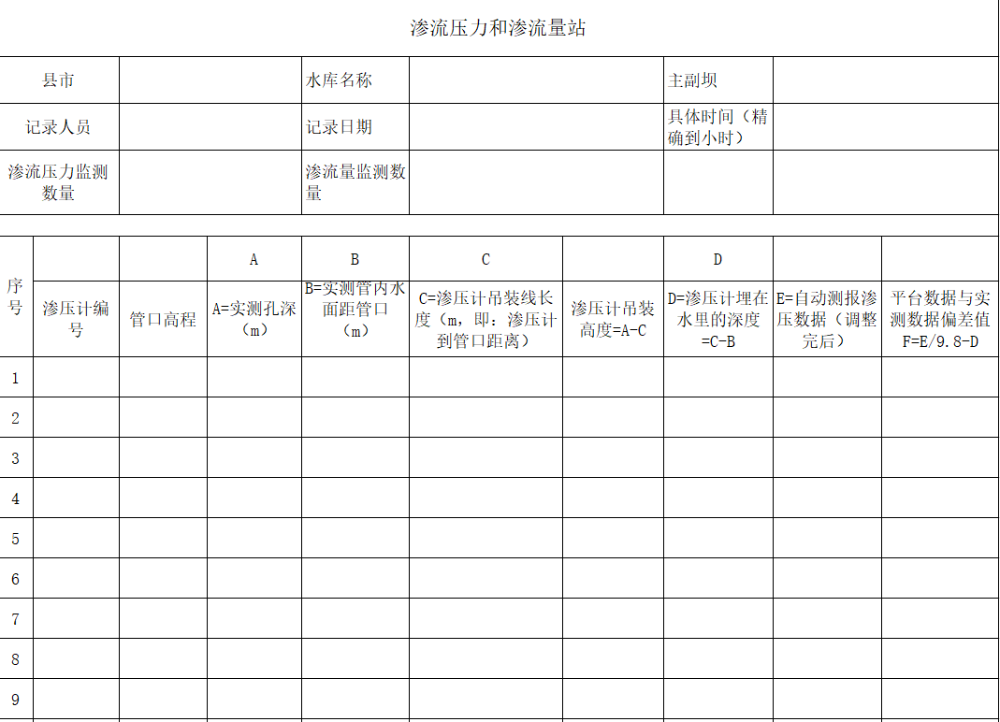 渗流压力和渗流量站
县市 水库名称 主副坝
记录人员 记录日期 具体时间（精
确到小时）
渗流压力监测
数量
渗流量监测数
量
A B C D
序
号
渗压计编
号
管口高程
A=实测孔深
（m）
B=实测管内水
面距管口
（m）
C=渗压计吊装线长
度（m，即：渗压计
到管口距离）
渗压计吊装
高度=A-C
D=渗压计埋在
水里的深度
=C-B
E=自动测报渗
压数据（调整
完后）
平台数据与实
测数据偏差值
F=E/9.8-D
1
2
3
4
5
6
7
8
9